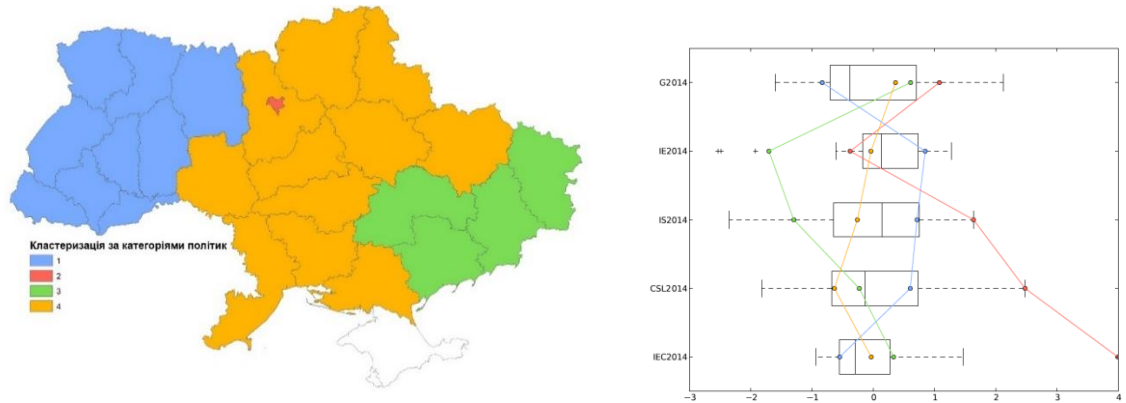 Кластеризація за категоріями політик
1
2
3
4
G2014
IE2014
IS2014
CSL2014
IEC2014
−3
−2
−1
0
1
2
3
4